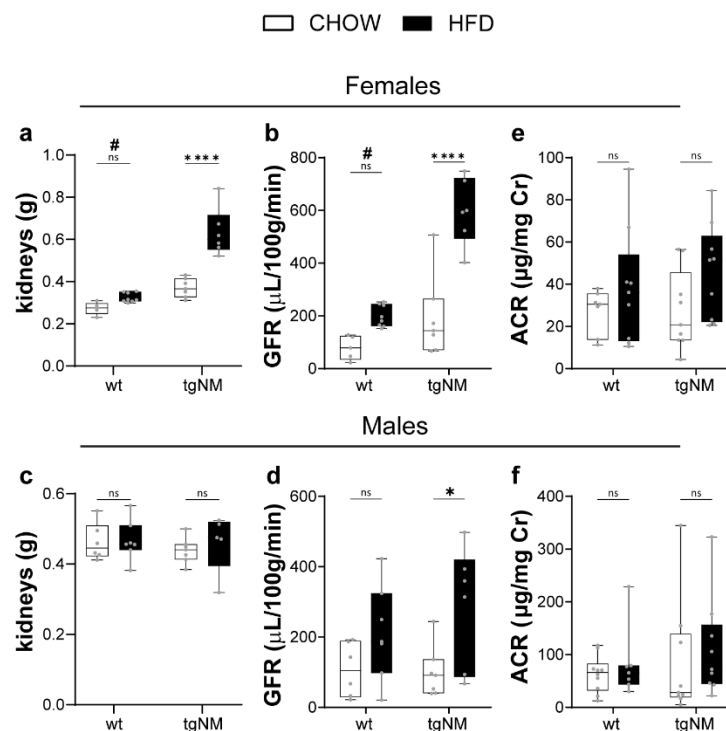 CHOW HFD
Females
a
#
ns
****
kidneys (g)
1.0
0.8
0.6
0.4
0.2
0.0
wt tgNM
b
#
ns
****
GFR (µL/100g/min)
800
600
400
200
0
wt tgNM
e
ns ns
ACR (µg/mg Cr)
100
80
60
40
20
0
wt tgNM
Males
c
ns ns
kidneys (g)
0.6
0.4
0.2
0.0
wt tgNM
d
ns *
GFR (µL/100g/min)
600
400
200
0
wt tgNM
f
ns ns
ACR (µg/mg Cr)
400
300
200
100
0
wt tgNM